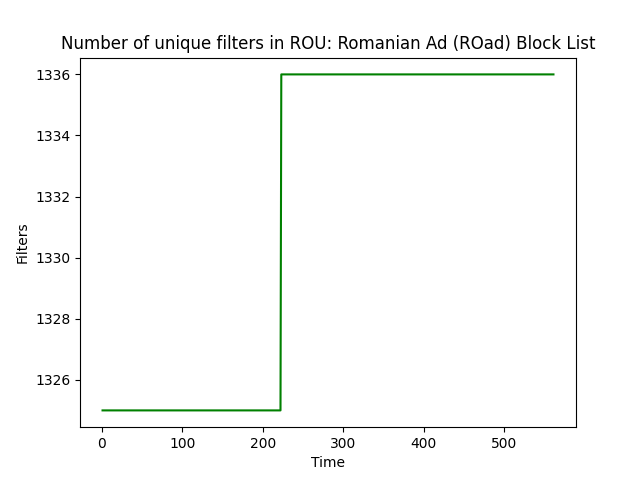 Number of unique filters in ROU: Romanian Ad (ROad) Block List
1336
1334
1332
1330
1328
1326
Filters
0 100 200 300 400 500
Time